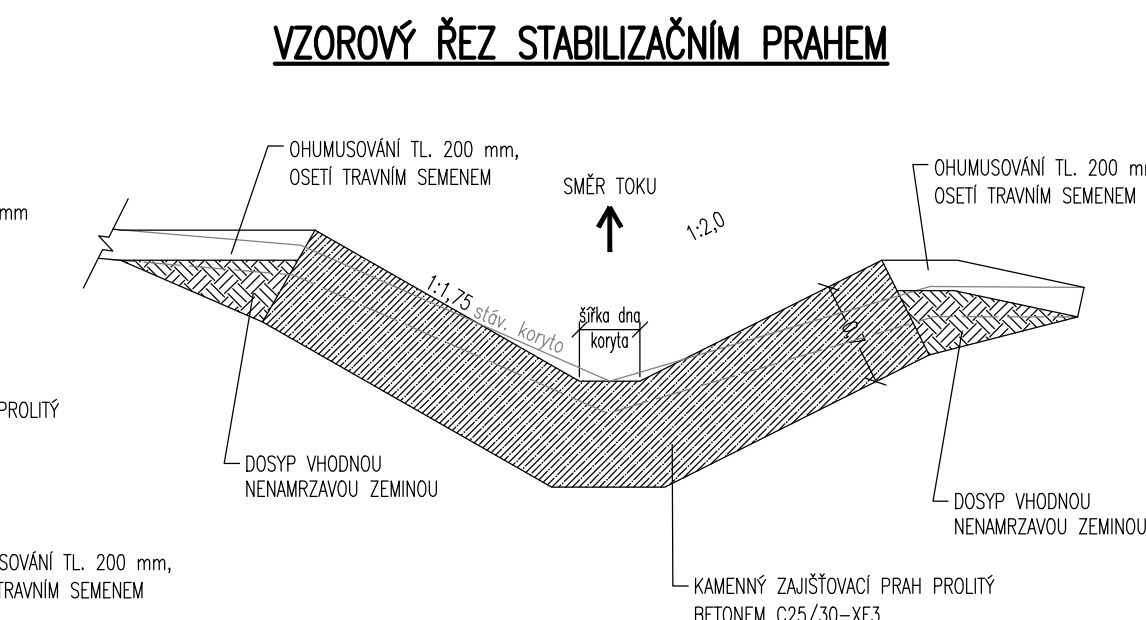 VZOROVÝ ŘEZ STABILIZAČNÍM PRAHEM
OHUMUSOVÁNÍ TL. 200 mm,
OSETÍ TRAVNÍM SEMENEM
SMĚR TOKU
OHUMUSOVÁNÍ TL. 200 m
OSETÍ TRAVNÍM SEMENEM
mm
1:2,0
1:1,75
stáv. koryto
šířka dna
koryta
PROLITÝ
DOSYP VHODNOU
NENAMRZAVOU ZEMINOU
DOSYP VHODNOU
NENAMRZAVOU ZEMINOU
SOVÁNÍ TL. 200 mm,
TRAVNÍM SEMENEM
KAMENNÝ ZAJIŠŤOVACÍ PRAH PROLITÝ
BETONEM C25/30-XF3